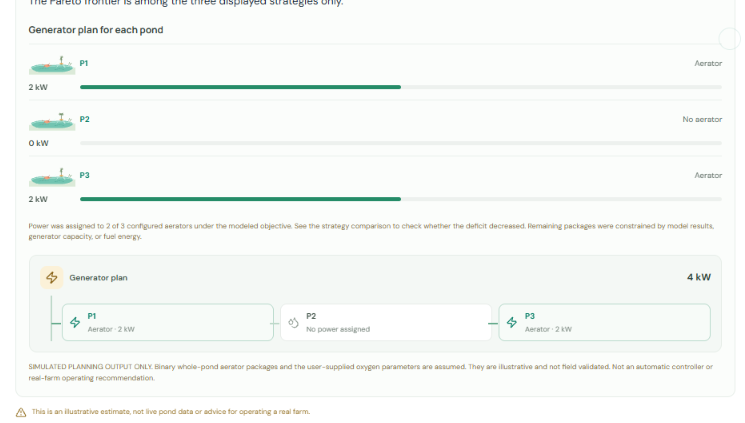 The Pareto frontier is among the three displayed strategies only.
Generator plan for each pond
P1
Aerator
2 kW
P2
No aerator
0 kW
P3
Aerator
2 kW
Power was assigned to 2 of 3 configured aerators under the modeled objective. See the strategy comparison to check whether the deficit decreased. Remaining packages were constrained by model results,
generator capacity, or fuel energy.
Generator plan
4 kW
P1
Aerator · 2 kW
P2
No power assigned
P3
Aerator · 2 kW
SIMULATED PLANNING OUTPUT ONLY. Binary whole-pond aerator packages and the user-supplied oxygen parameters are assumed. They are illustrative and not field validated. Not an automatic controller or
real-farm operating recommendation.
This is an illustrative estimate, not live pond data or advice for operating a real farm.